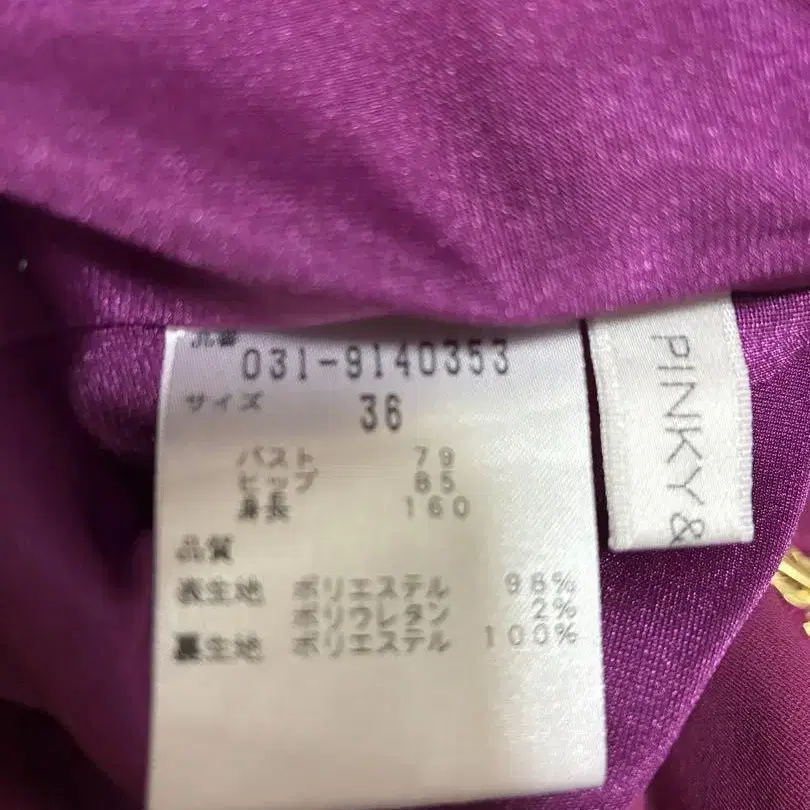 品番
031-9140353
サイズ 36
バスト 79
ヒップ 85
身長 160
品質
表生地 ポリエステル 98%
ポリウレタン 2%
裏生地 ポリエステル 100%
PINKY&